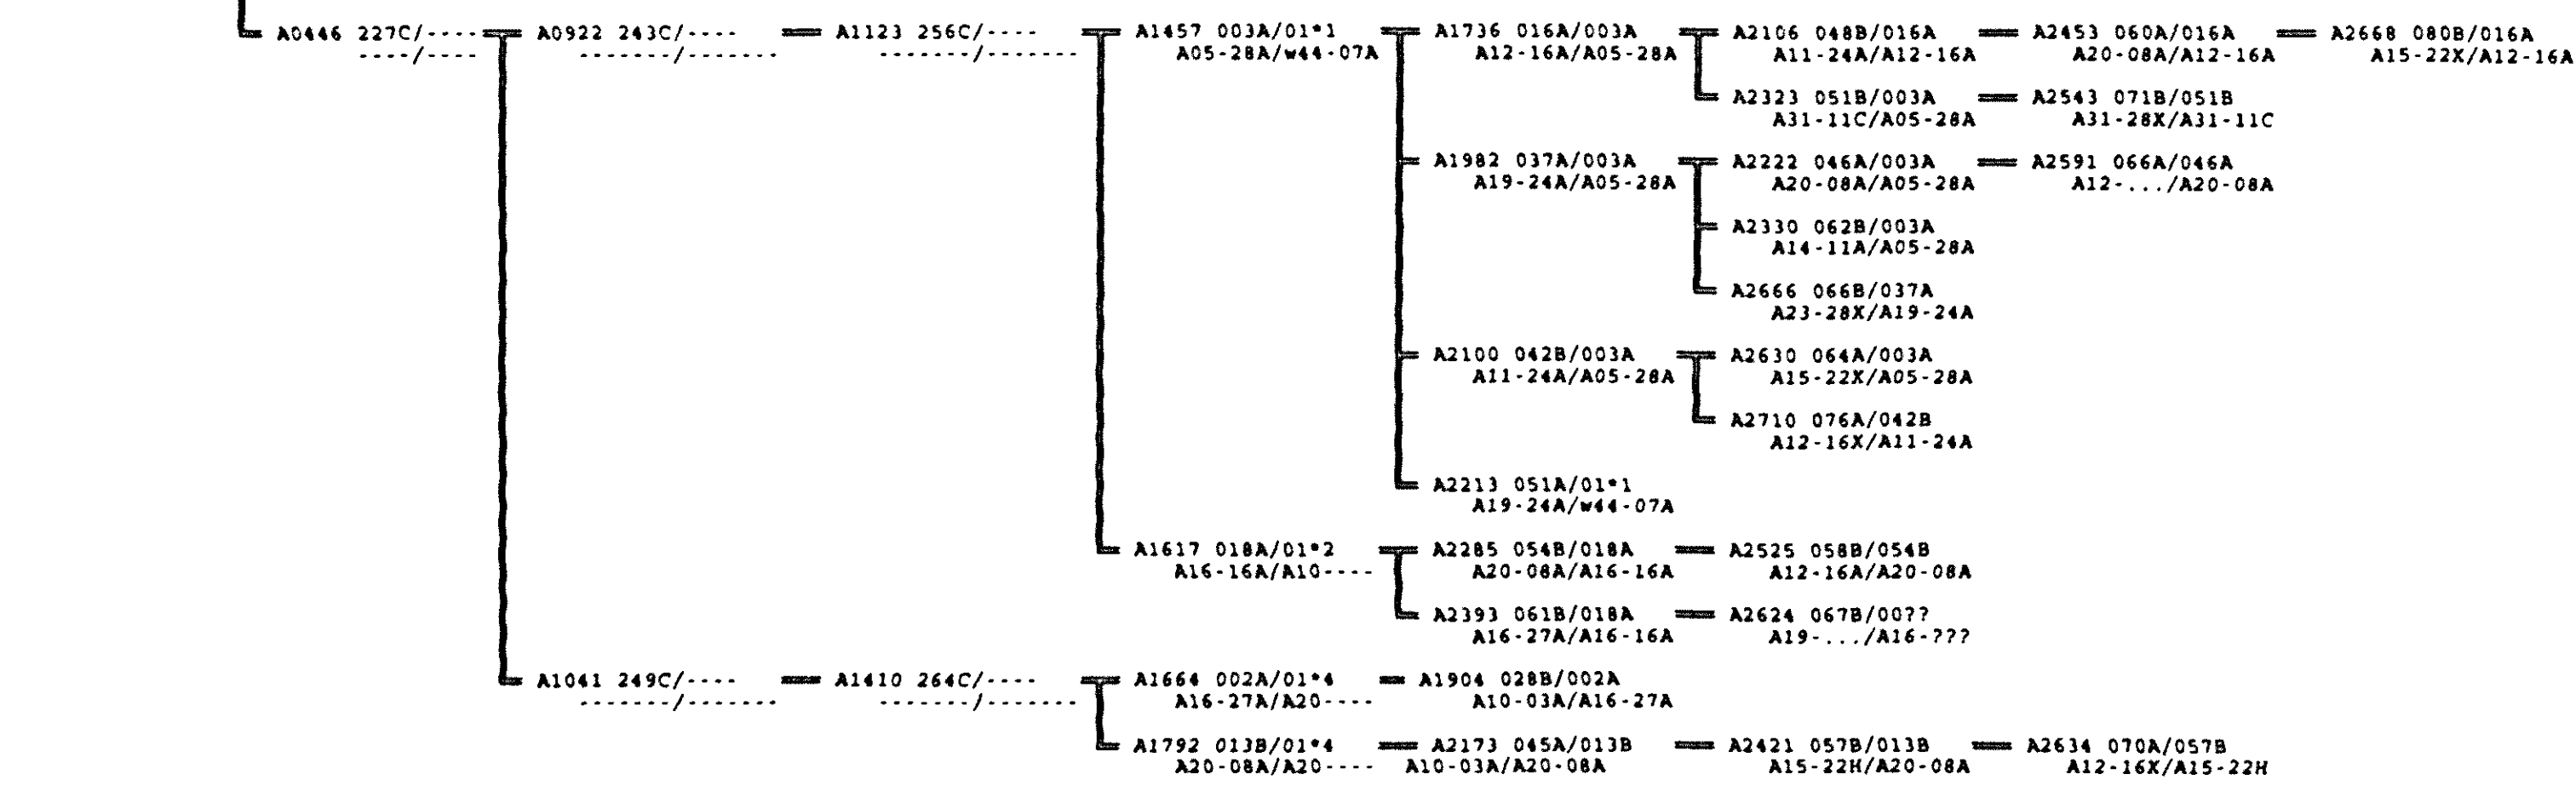 A0446 227C/---- A0922 243C/---- A1123 256C/---- A1457 003A/01*1 A1736 016A/003A A2106 048B/016A A2453 060A/016A A2668 080B/016A
----/---- -------/------- -------/------- A05-28A/w44-07A A12-16A/A05-28A A11-24A/A12-16A A20-08A/A12-16A A15-22X/A12-16A
A2323 051B/003A A2543 071B/051B
A31-11C/A05-28A A31-28X/A31-11C
A1982 037A/003A A2222 046A/003A A2591 066A/046A
A19-24A/A05-28A A20-08A/A05-28A A12-.../A20-08A
A2330 062B/003A
A14-11A/A05-28A
A2666 066B/037A
A23-28X/A19-24A
A2100 042B/003A A2630 064A/003A
A11-24A/A05-28A A15-22X/A05-28A
A2710 076A/042B
A12-16X/A11-24A
A2213 051A/01*1
A19-24A/w44-07A
A1617 018A/01*2 A2285 054B/018A A2525 058B/054B
A16-16A/A10---- A20-08A/A16-16A A12-16A/A20-08A
A2393 061B/018A A2624 067B/00??
A16-27A/A16-16A A19-.../A16-???
A1041 249C/---- A1410 264C/---- A1664 002A/01*4 A1904 028B/002A
-------/------- -------/------- A16-27A/A20---- A10-03A/A16-27A
A1792 013B/01*4 A2173 045A/013B A2421 057B/013B A2634 070A/057B
A20-08A/A20---- A10-03A/A20-08A A15-22H/A20-08A A12-16X/A15-22H